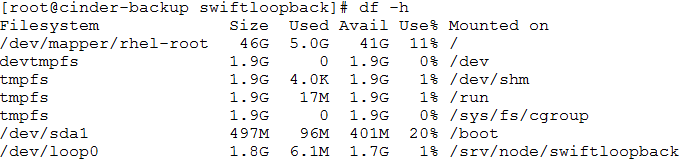 [root@cinder-backup swiftloopback]# df -h
Filesystem Size Used Avail Use% Mounted on
/dev/mapper/rhel-root 46G 5.0G 41G 11% /
devtmpfs 1.9G 0 1.9G 0% /dev
tmpfs 1.9G 4.0K 1.9G 1% /dev/shm
tmpfs 1.9G 17M 1.9G 1% /run
tmpfs 1.9G 0 1.9G 0% /sys/fs/cgroup
/dev/sda1 497M 96M 401M 20% /boot
/dev/loop0 1.8G 6.1M 1.7G 1% /srv/node/swiftloopback